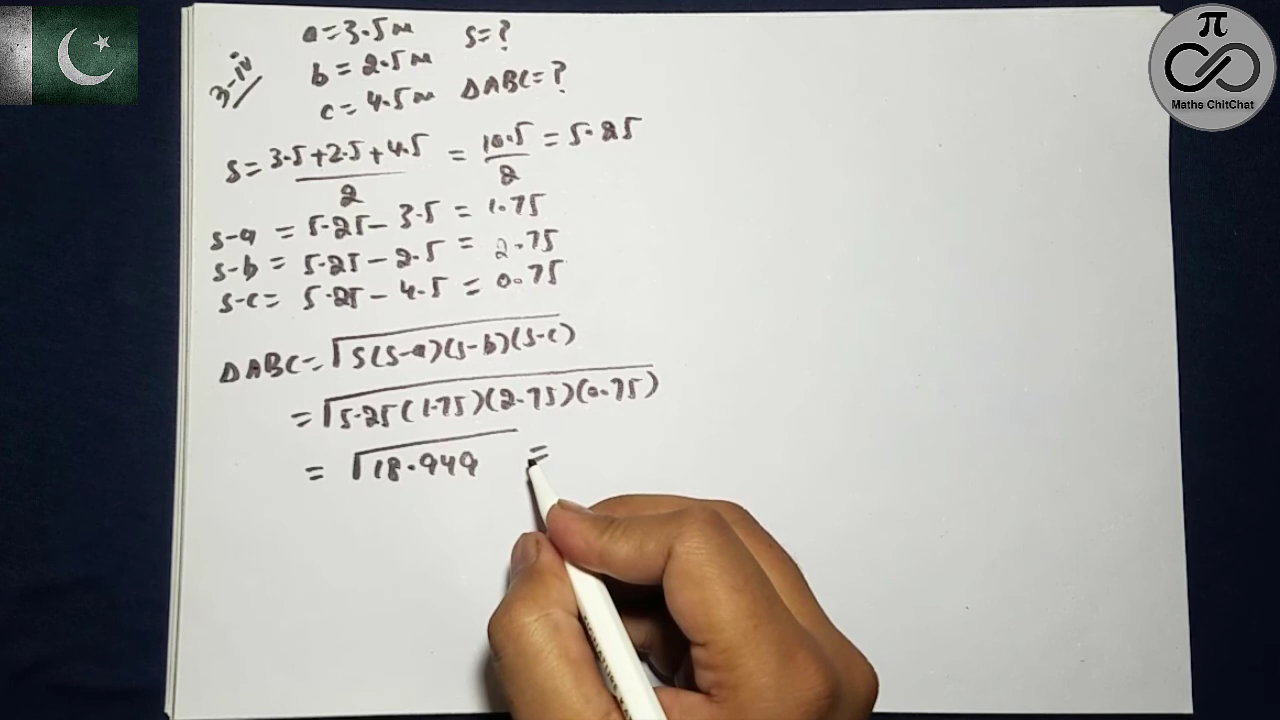 3-iv
a = 3.5m S = ?
b = 2.5m
c = 4.5m ΔABC = ?
S = 3.5+2.5+4.5/2 = 10.5/2 = 5.25
s-a = 5.25 - 3.5 = 1.75
s-b = 5.25 - 2.5 = 2.75
s-c = 5.25 - 4.5 = 0.75
ΔABC = √S(S-a)(s-b)(s-c)
= √5.25(1.75)(2.75)(0.75)
= √18.949 =
π
Maths ChitChat